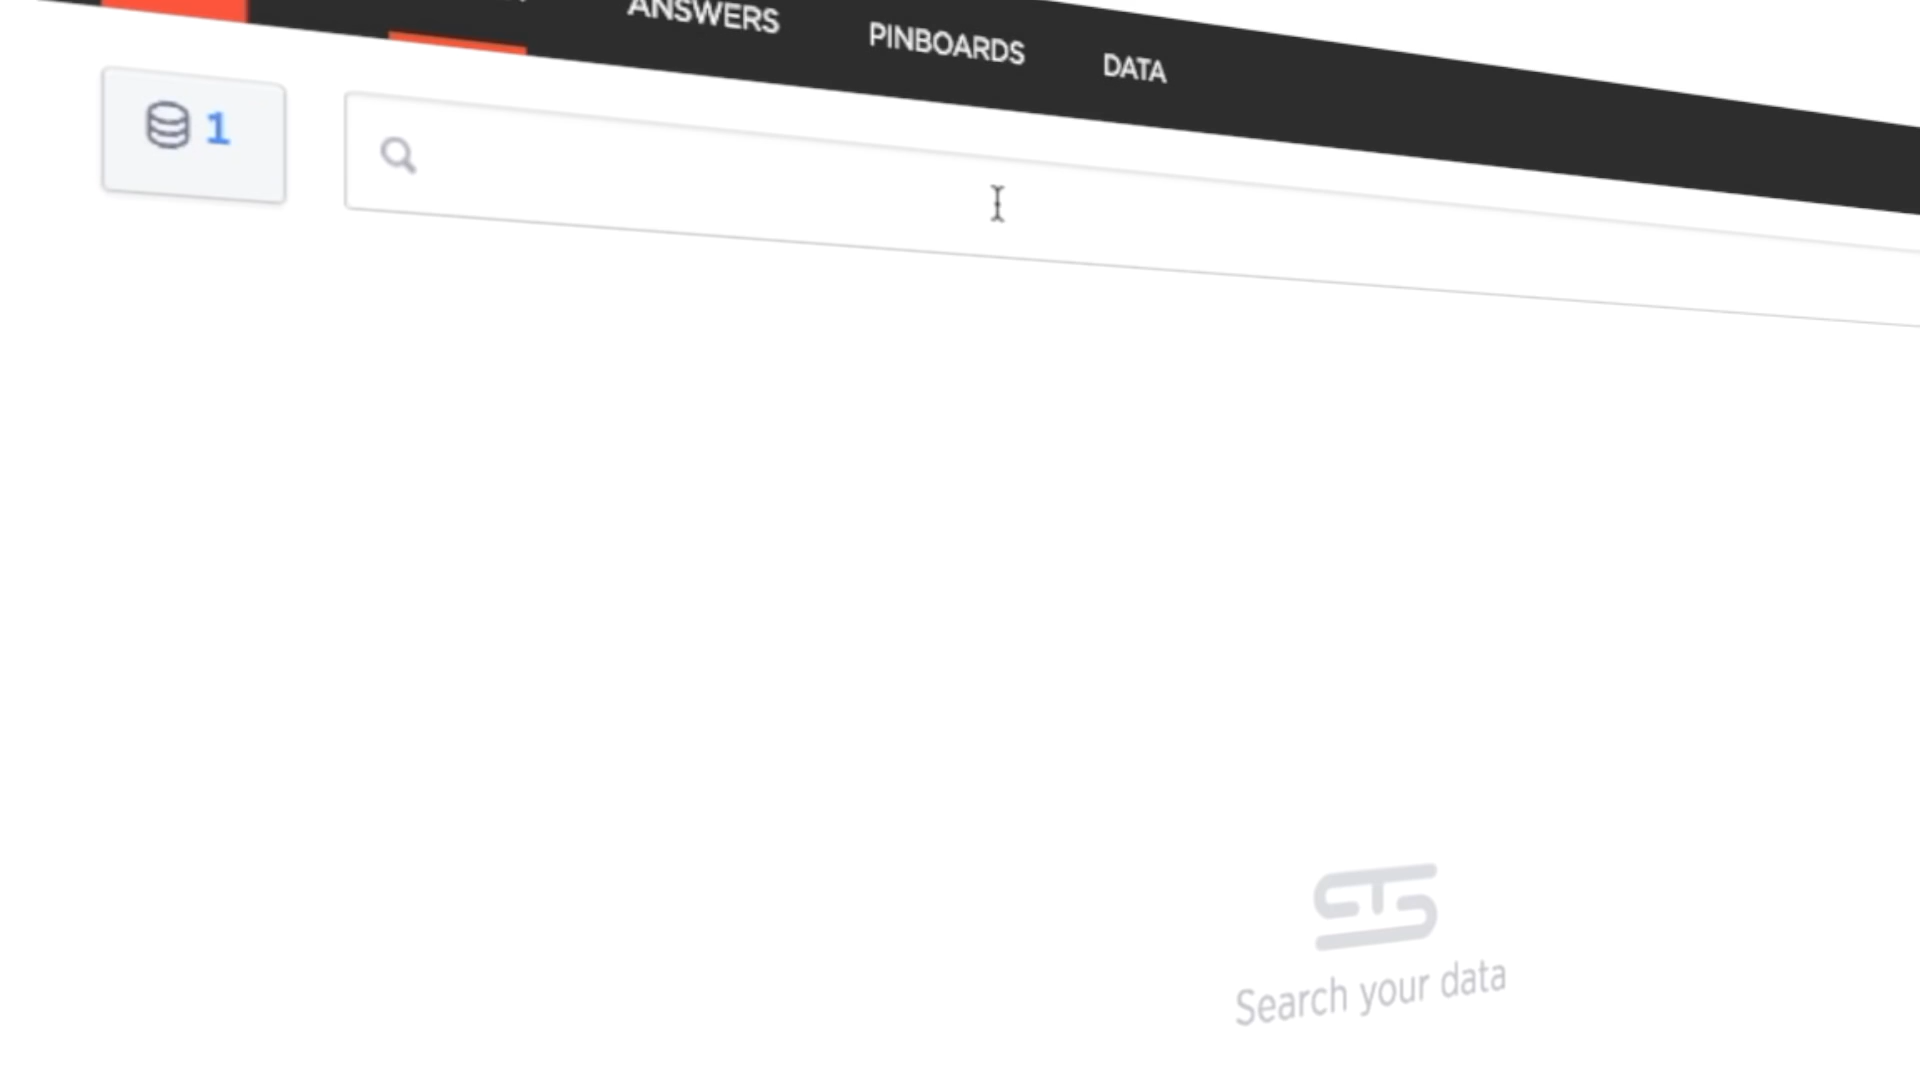 ANSWERS
PINBOARDS
DATA
1
Search your data